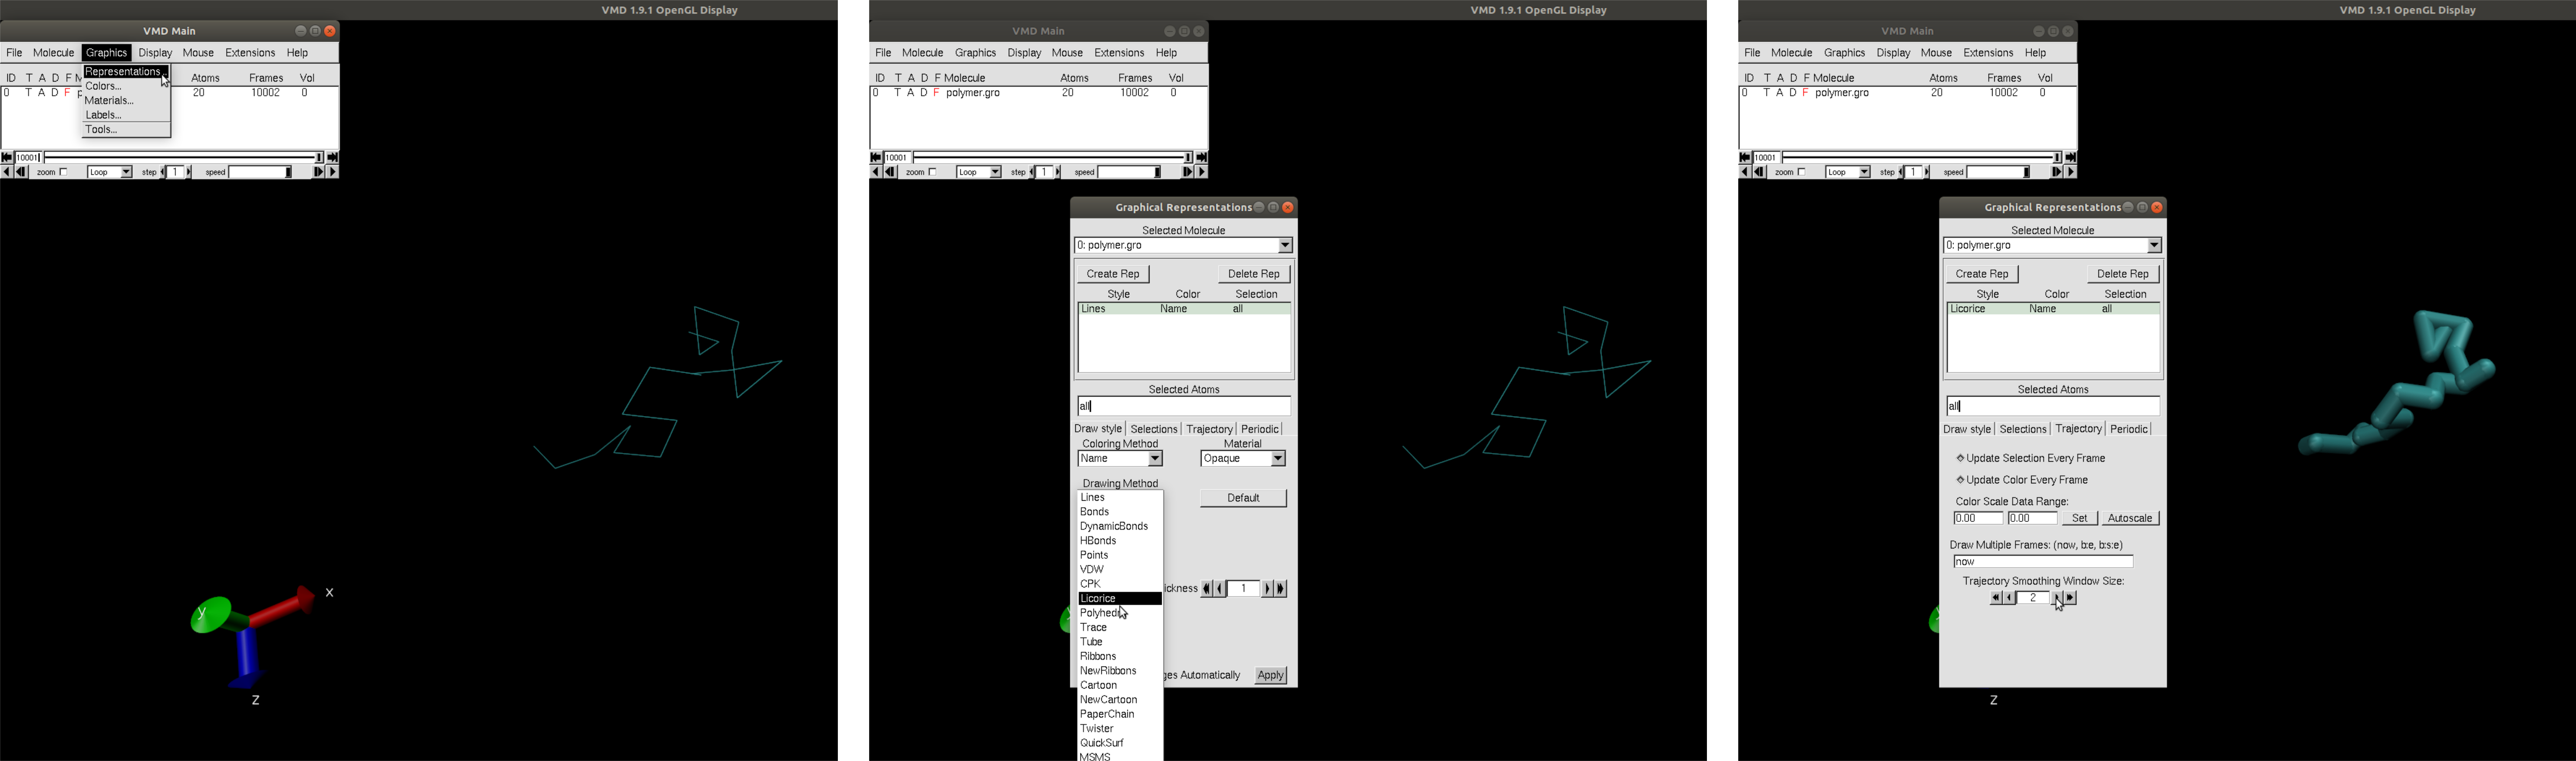 VMD 1.9.1 OpenGL Display
VMD Main
File Molecule Graphics Display Mouse Extensions Help
ID T A D F M Atoms Frames Vol
0 T A D F p 20 10002 0
Representations...
Colors...
Materials...
Labels...
Tools...
10001
zoom Loop step 1 speed
x
y
z
VMD 1.9.1 OpenGL Display
VMD Main
File Molecule Graphics Display Mouse Extensions Help
ID T A D F Molecule Atoms Frames Vol
0 T A D F polymer.gro 20 10002 0
10001
zoom Loop step 1 speed
Graphical Representations
Selected Molecule
0: polymer.gro
Create Rep Delete Rep
Style Color Selection
Lines Name all
Selected Atoms
all
Draw style Selections Trajectory Periodic
Coloring Method Material
Name Opaque
Drawing Method
Default
Lines
Bonds
DynamicBonds
HBonds
Points
VDW
CPK
Licorice
ickness 1
Polyhedr
Trace
Tube
Ribbons
NewRibbons
ges Automatically Apply
Cartoon
NewCartoon
PaperChain
Twister
QuickSurf
MSMS
VMD 1.9.1 OpenGL Display
VMD Main
File Molecule Graphics Display Mouse Extensions Help
ID T A D F Molecule Atoms Frames Vol
0 T A D F polymer.gro 20 10002 0
10001
zoom Loop step 1 speed
Graphical Representations
Selected Molecule
0: polymer.gro
Create Rep Delete Rep
Style Color Selection
Licorice Name all
Selected Atoms
all
Draw style Selections Trajectory Periodic
Update Selection Every Frame
Update Color Every Frame
Color Scale Data Range:
0.00 0.00 Set Autoscale
Draw Multiple Frames: (now, b:e, b:s:e)
now
Trajectory Smoothing Window Size:
2
z